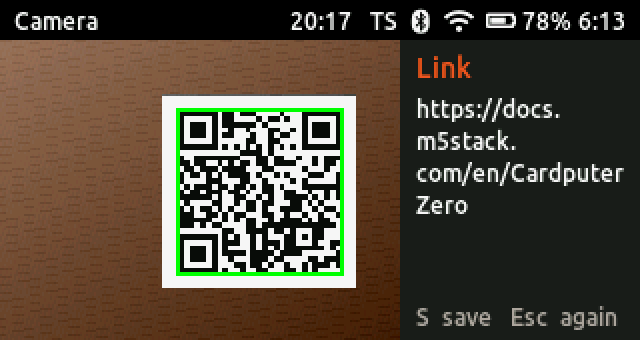 Camera 20:17 TS 78% 6:13
Link
https://docs.
m5stack.
com/en/Cardputer
Zero
S save Esc again